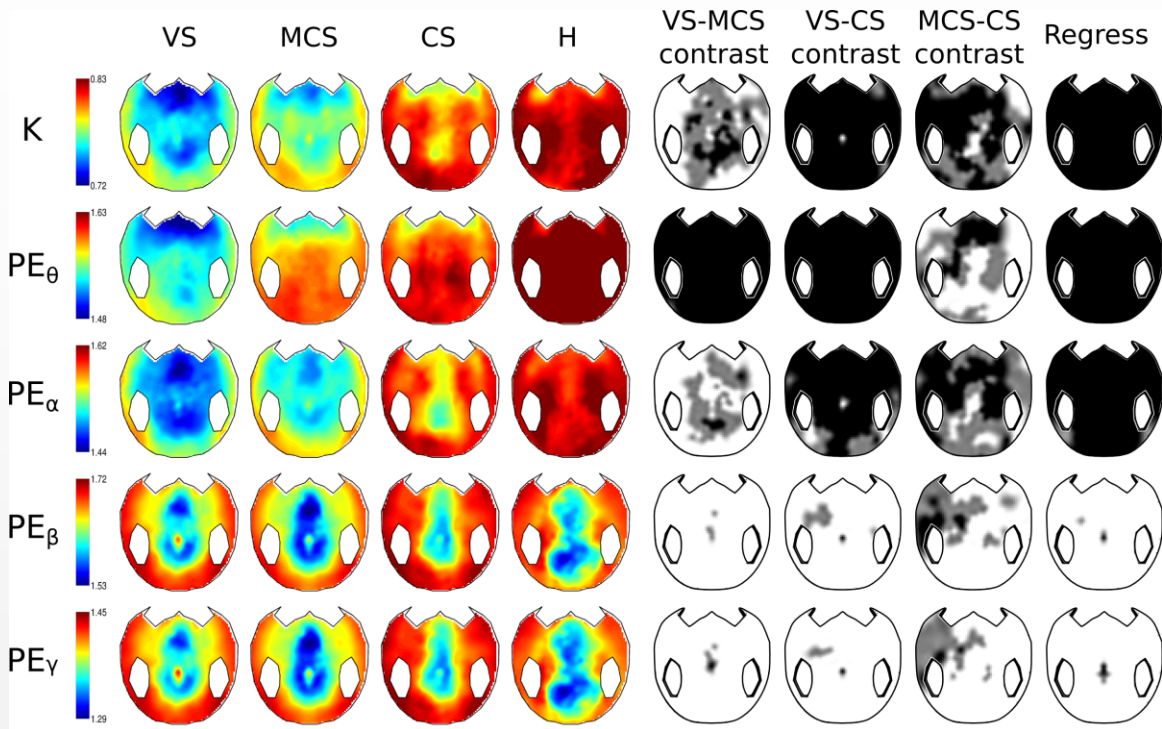 VS MCS CS H VS-MCS contrast VS-CS contrast MCS-CS contrast Regress
K 0.83 0.72
PEθ 1.63 1.48
PEα 1.62 1.44
PEβ 1.72 1.53
PEγ 1.45 1.29